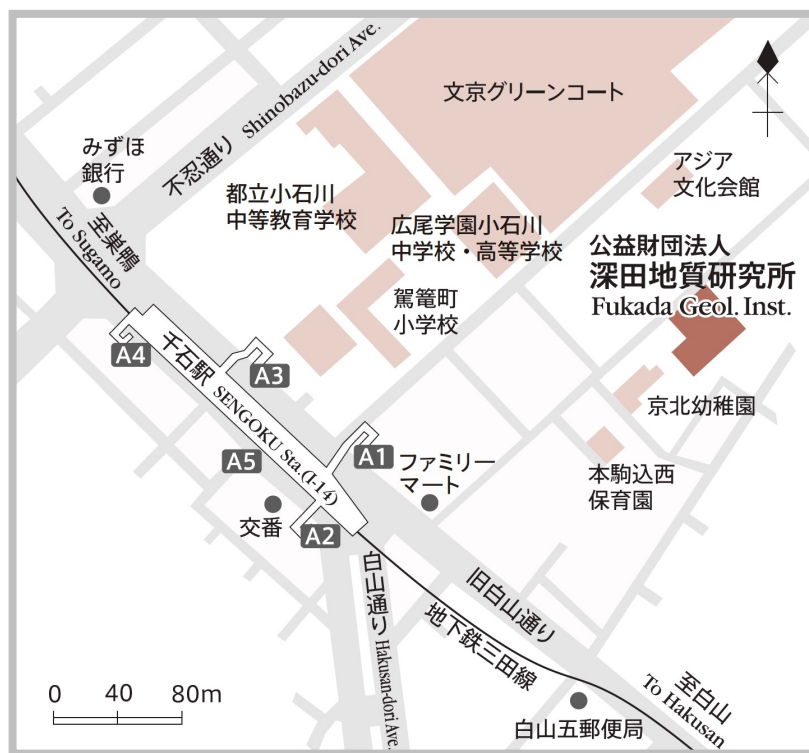 文京グリーンコート
不忍通り Shinobazu-dori Ave.
みずほ
銀行
アジア
文化会館
都立小石川
中等教育学校
広尾学園小石川
中学校・高等学校
公益財団法人
深田地質研究所
Fukada Geol. Inst.
至巣鴨
To Sugamo
駕籠町
小学校
千石駅 SENGOKU Sta.(I-14)
A4
A3
京北幼稚園
A1
A5
ファミリー
マート
本駒込西
保育園
交番
A2
白山通り Hakusan-dori Ave.
旧白山通り
地下鉄三田線
至白山
To Hakusan
0 40 80m
白山五郵便局